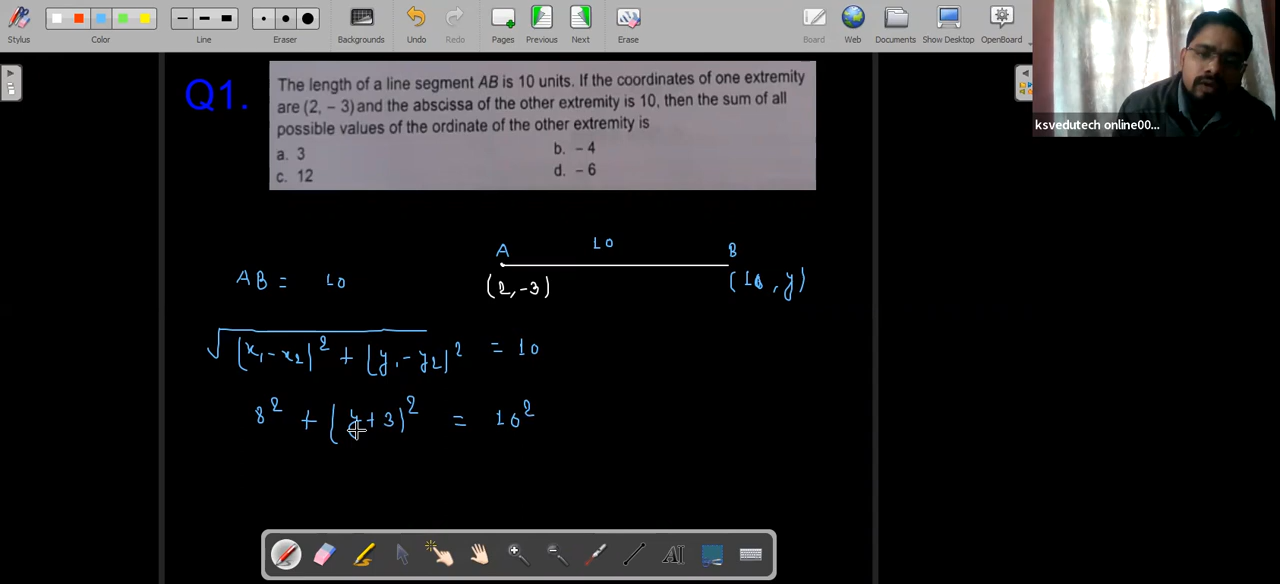 Stylus
Color
Line
Eraser
Backgrounds
Undo
Redo
Pages
Previous
Next
Erase
Board
Web
Documents
Show Desktop
OpenBoard
ksvedutech online00...
Q1.
The length of a line segment AB is 10 units. If the coordinates of one extremity
are (2, – 3) and the abscissa of the other extremity is 10, then the sum of all
possible values of the ordinate of the other extremity is
a. 3
b. – 4
c. 12
d. – 6
A 10 B
(2, -3) (10, y)
AB = 10
√(x₁ - x₂)² + (y₁ - y₂)² = 10
8² + (y + 3)² = 10²
AI